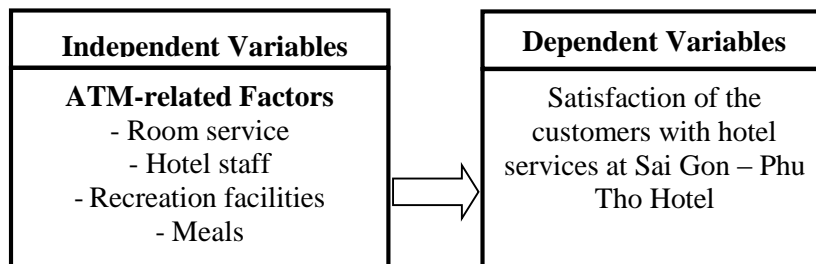 Independent Variables
ATM-related Factors
- Room service
- Hotel staff
- Recreation facilities
- Meals
Dependent Variables
Satisfaction of the
customers with hotel
services at Sai Gon – Phu
Tho Hotel